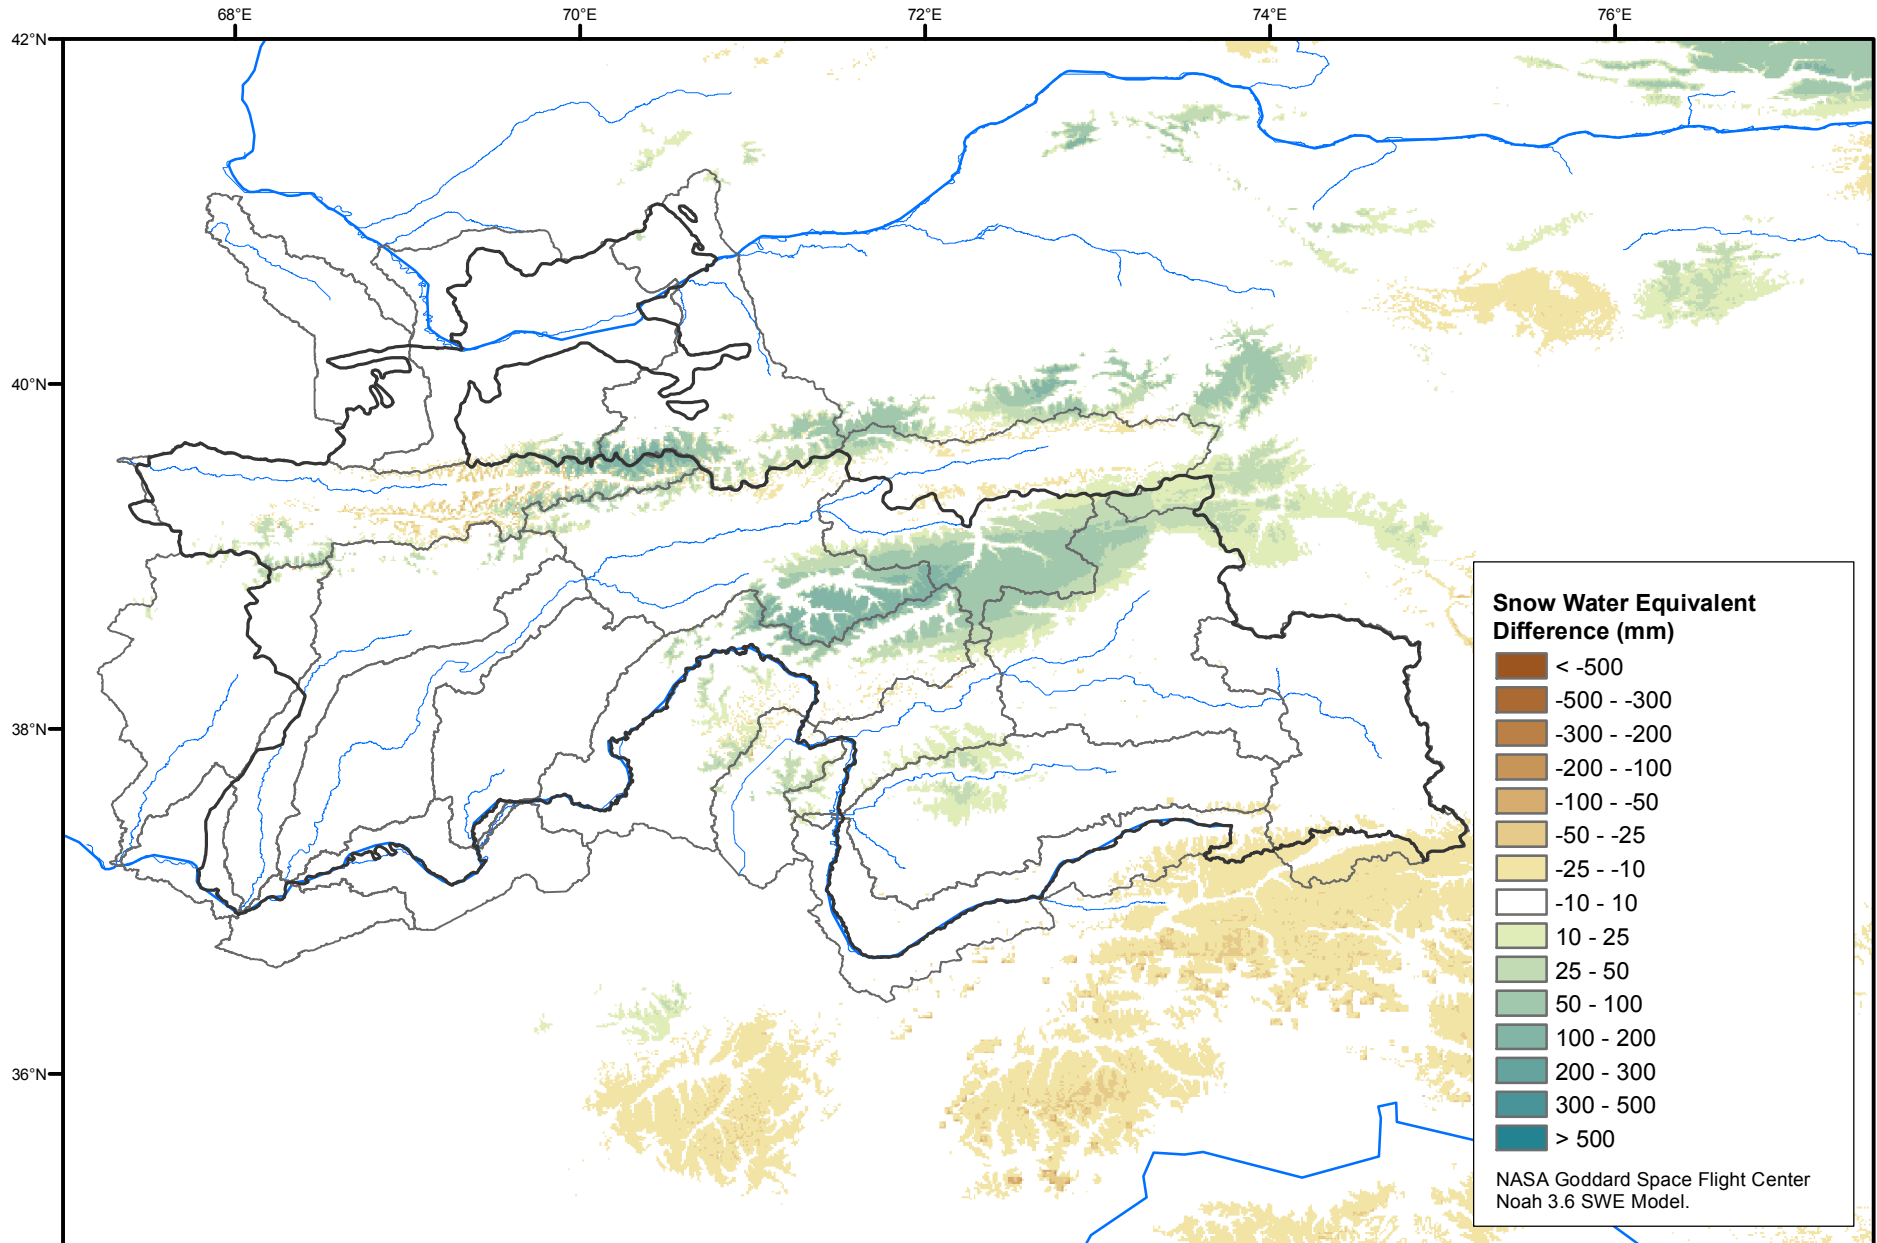 68°E 70°E 72°E 74°E 76°E
42°N
40°N
38°N
36°N
Snow Water Equivalent
Difference (mm)
< -500
-500 - -300
-300 - -200
-200 - -100
-100 - -50
-50 - -25
-25 - -10
-10 - 10
10 - 25
25 - 50
50 - 100
100 - 200
200 - 300
300 - 500
> 500
NASA Goddard Space Flight Center
Noah 3.6 SWE Model.